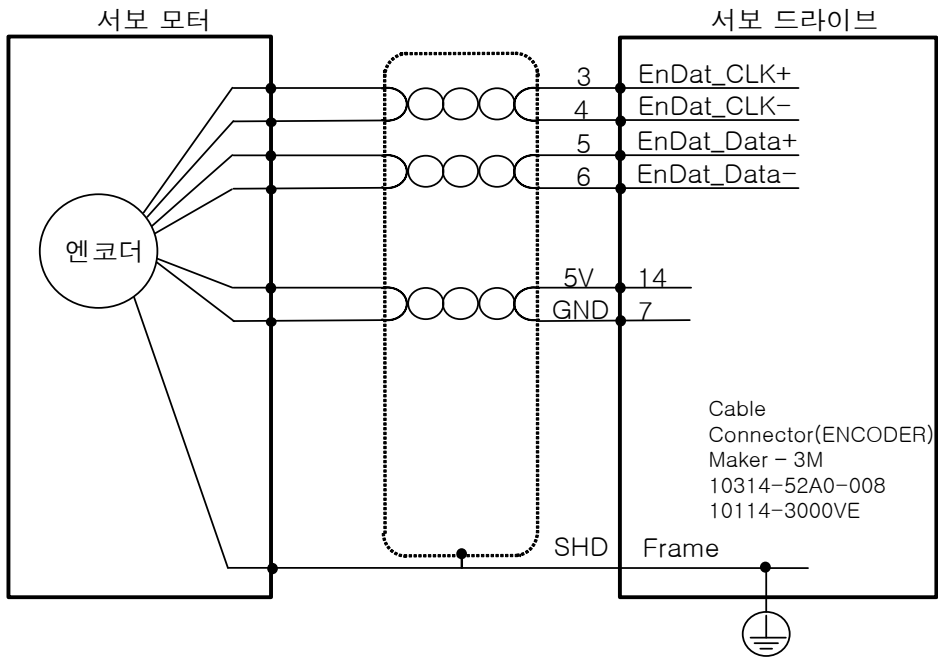 서보 모터
서보 드라이브
3 EnDat_CLK+
4 EnDat_CLK-
5 EnDat_Data+
6 EnDat_Data-
엔코더
5V 14
GND 7
Cable
Connector(ENCODER)
Maker - 3M
10314-52A0-008
10114-3000VE
SHD Frame